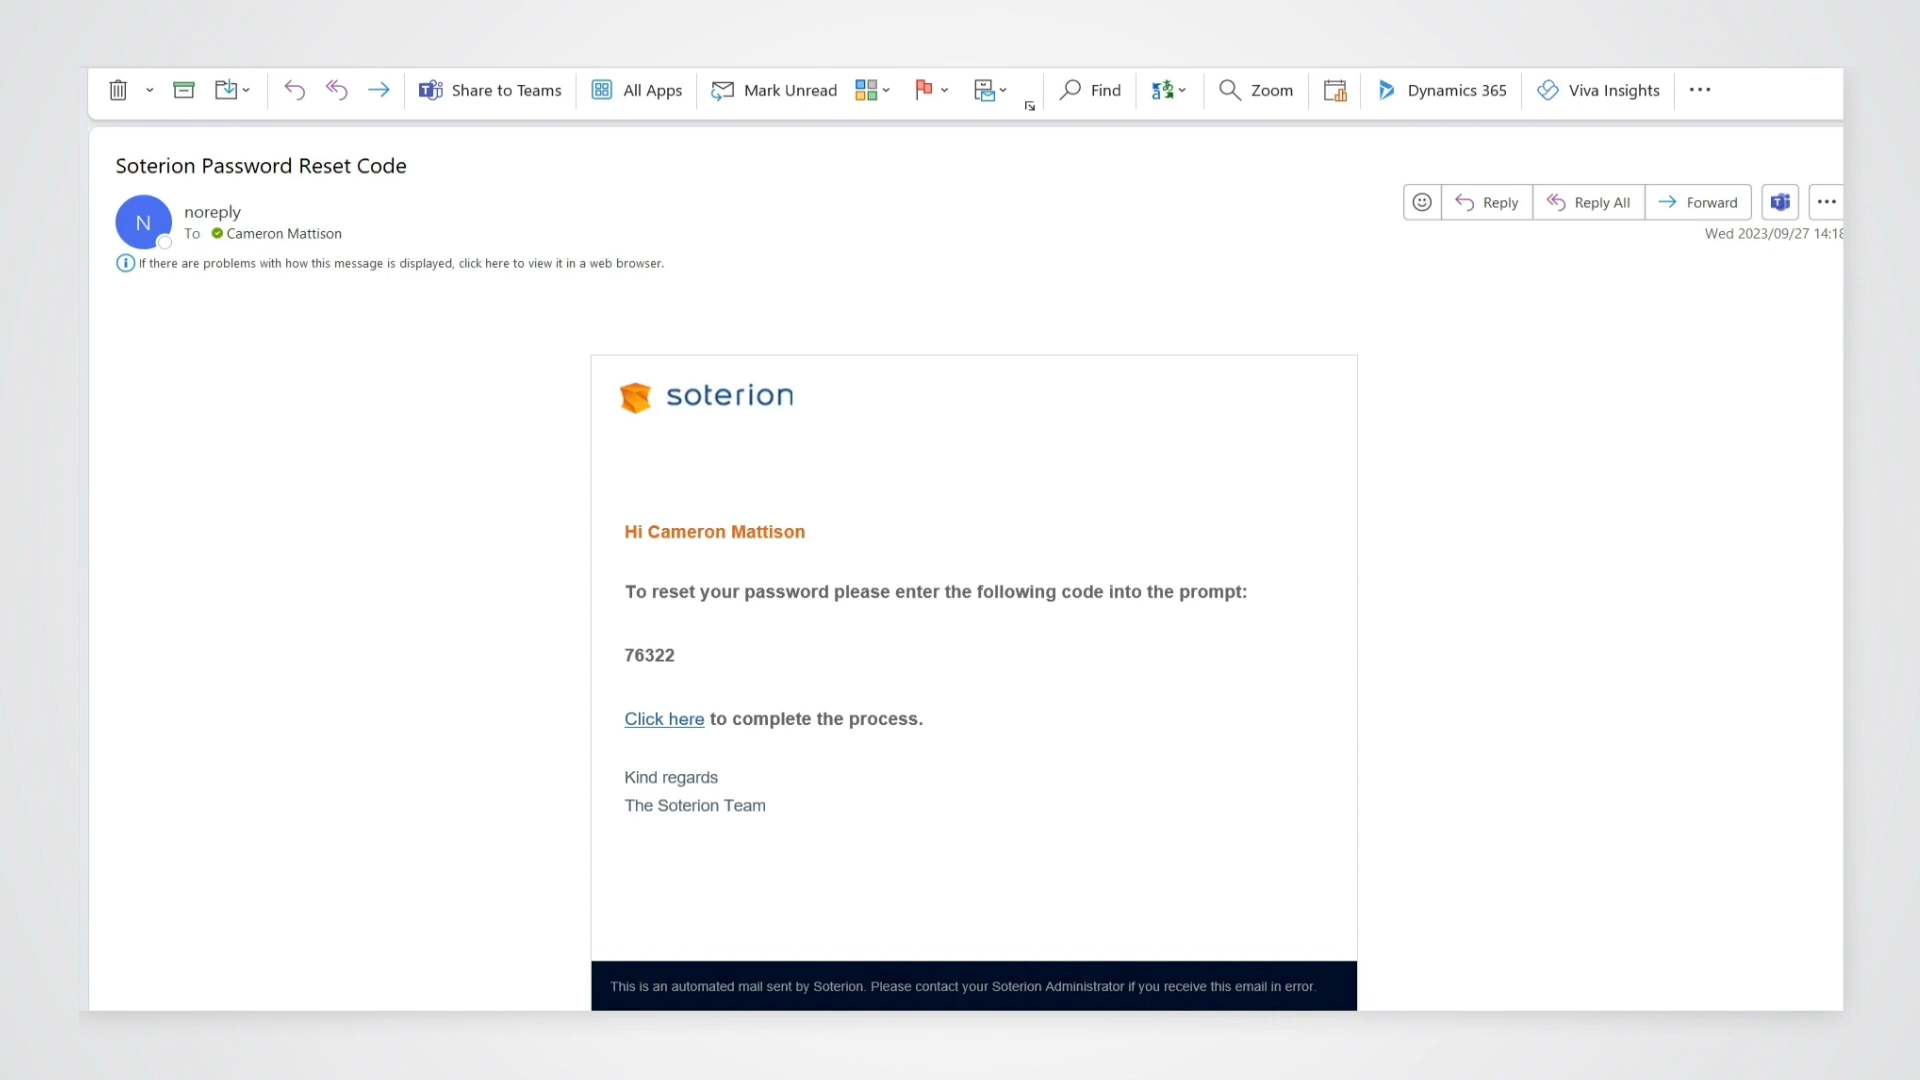 Share to Teams All Apps Mark Unread Find Zoom Dynamics 365 Viva Insights
Soterion Password Reset Code
N
noreply
To Cameron Mattison
Reply Reply All Forward
Wed 2023/09/27 14:18
If there are problems with how this message is displayed, click here to view it in a web browser.
soterion
Hi Cameron Mattison
To reset your password please enter the following code into the prompt:
76322
Click here to complete the process.
Kind regards
The Soterion Team
This is an automated mail sent by Soterion. Please contact your Soterion Administrator if you receive this email in error.